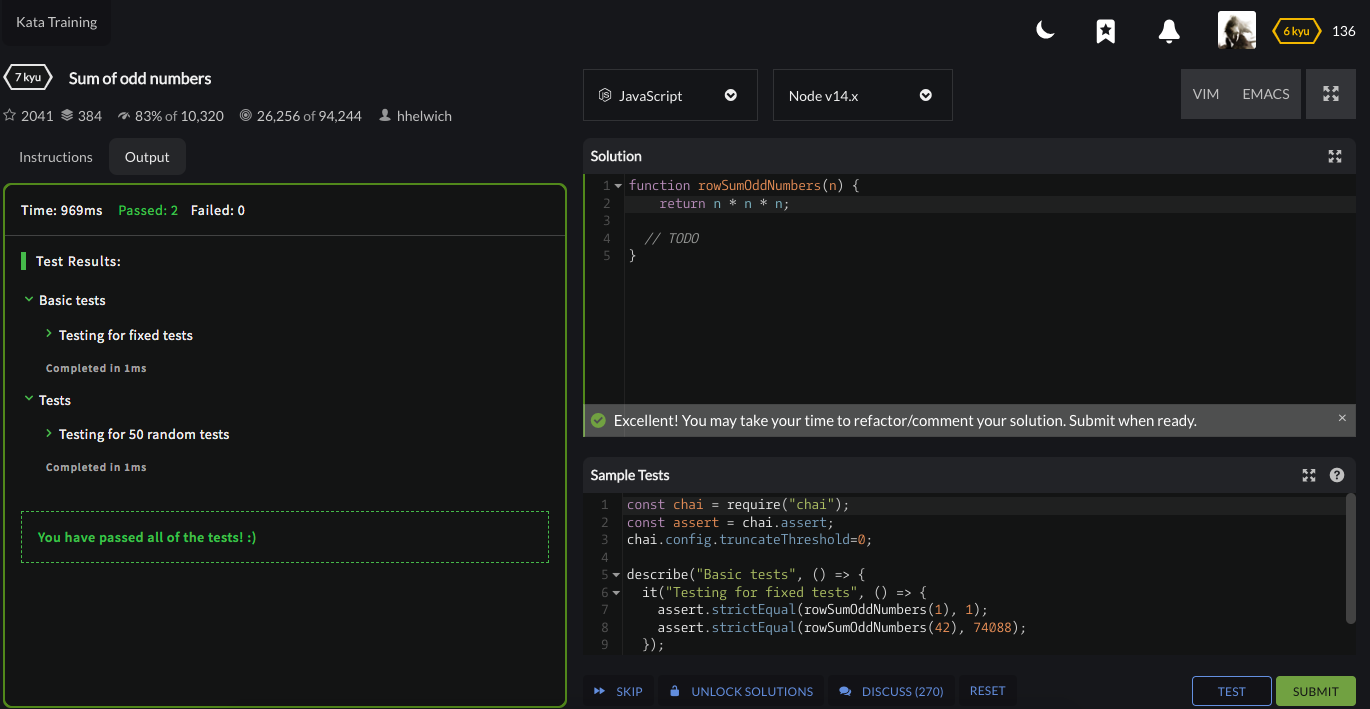 Kata Training
6 kyu 136
7 kyu Sum of odd numbers
2041 384 83% of 10,320 26,256 of 94,244 hhelwich
Instructions Output
Time: 969ms Passed: 2 Failed: 0
Test Results:
Basic tests
Testing for fixed tests
Completed in 1ms
Tests
Testing for 50 random tests
Completed in 1ms
You have passed all of the tests! :)
JavaScript Node v14.x VIM EMACS
Solution
1 function rowSumOddNumbers(n) {
2 return n * n * n;
3
4 // TODO
5 }
Excellent! You may take your time to refactor/comment your solution. Submit when ready. ×
Sample Tests ?
1 const chai = require("chai");
2 const assert = chai.assert;
3 chai.config.truncateThreshold=0;
4
5 describe("Basic tests", () => {
6 it("Testing for fixed tests", () => {
7 assert.strictEqual(rowSumOddNumbers(1), 1);
8 assert.strictEqual(rowSumOddNumbers(42), 74088);
9 });
SKIP UNLOCK SOLUTIONS DISCUSS (270) RESET TEST SUBMIT